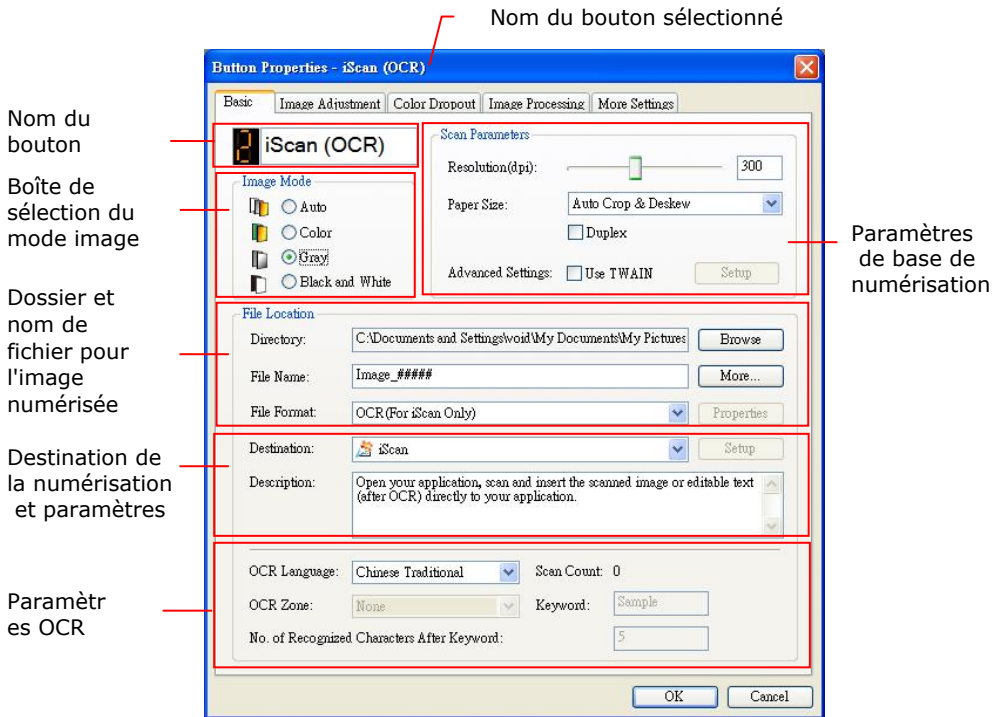 Nom du bouton sélectionné
Button Properties - iScan (OCR)
Basic
Image Adjustment
Color Dropout
Image Processing
More Settings
Nom du
bouton
2 iScan (OCR)
Boîte de
sélection du
mode image
Image Mode
Auto
Color
Gray
Black and White
Scan Parameters
Resolution(dpi): 300
Paper Size: Auto Crop & Deskew
Duplex
Advanced Settings: Use TWAIN Setup
Paramètres
de base de
numérisation
Dossier et
nom de
fichier pour
l'image
numérisée
File Location
Directory: C:\Documents and Settings\void\My Documents\My Pictures Browse
File Name: Image_##### More...
File Format: OCR(For iScan Only) Properties
Destination de
la numérisation
et paramètres
Destination: iScan Setup
Description: Open your application, scan and insert the scanned image or editable text
(after OCR) directly to your application.
Paramètr
es OCR
OCR Language: Chinese Traditional Scan Count: 0
OCR Zone: None Keyword: Sample
No. of Recognized Characters After Keyword: 5
OK Cancel